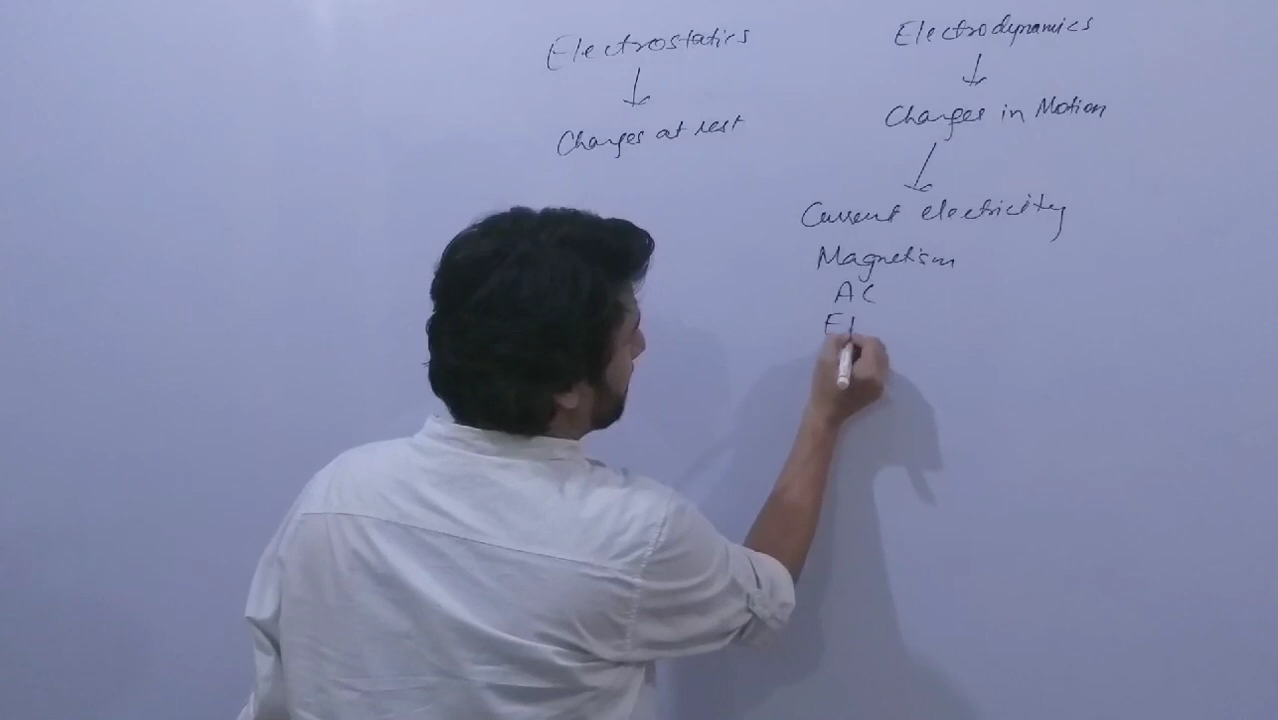 Electrostatics
Charges at rest
Electrodynamics
Charges in Motion
Current electricity
Magnetism
AC
El